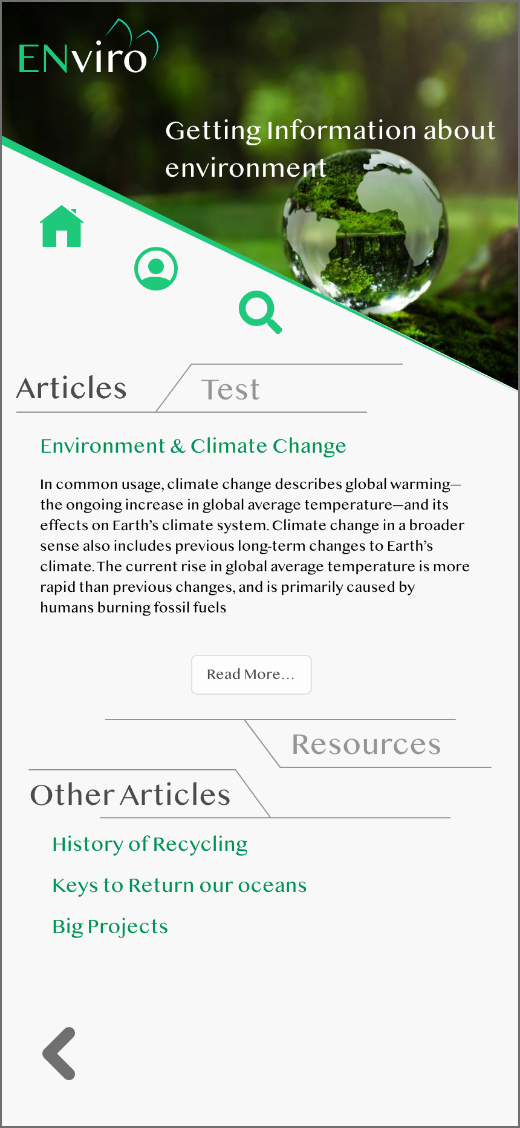 ENviro
Getting Information about
environment
Articles
Test
Environment & Climate Change
In common usage, climate change describes global warming—
the ongoing increase in global average temperature—and its
effects on Earth’s climate system. Climate change in a broader
sense also includes previous long-term changes to Earth’s
climate. The current rise in global average temperature is more
rapid than previous changes, and is primarily caused by
humans burning fossil fuels
Read More...
Resources
Other Articles
History of Recycling
Keys to Return our oceans
Big Projects